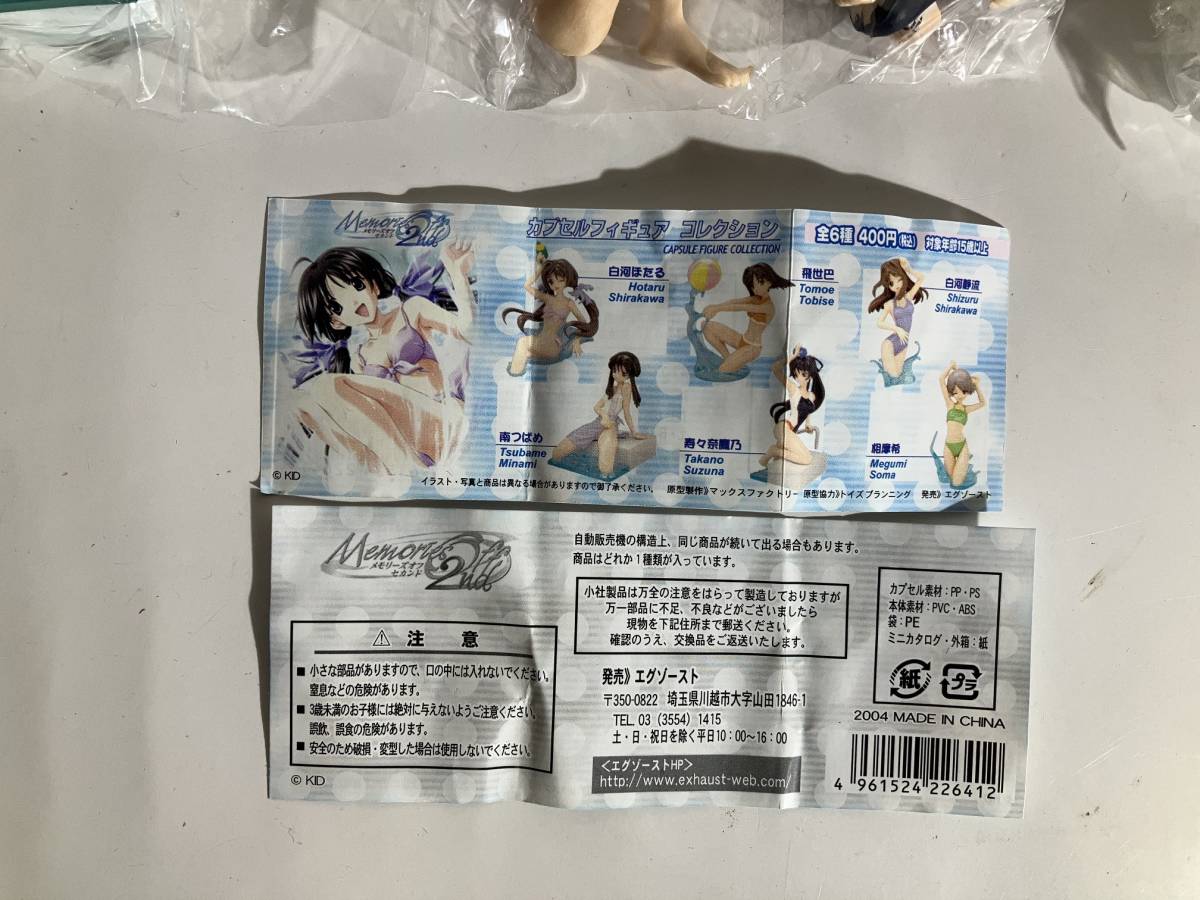 Memories Off 2nd
メモリーズオフ
セカンド
カプセルフィギュア コレクション
CAPSULE FIGURE COLLECTION
全6種 400円(税込) 対象年齢15歳以上
白河ほたる
Hotaru
Shirakawa
飛世巴
Tomoe
Tobise
白河静流
Shizuru
Shirakawa
南つばめ
Tsubame
Minami
寿々奈鷹乃
Takano
Suzuna
相摩希
Megumi
Soma
© KID
イラスト・写真と商品は異なる場合がありますので御了承ください。 原型製作》マックスファクトリー 原型協力》トイズプランニング 発売》エグゾースト
Memories Off 2nd
メモリーズオフ
セカンド
⚠ 注 意
■ 小さな部品がありますので、口の中には入れないでください。
窒息などの危険があります。
■ 3歳未満のお子様には絶対に与えないようご注意ください。
誤飲、誤食の危険があります。
■ 安全のため破損・変型した場合は使用しないでください。
© KID
自動販売機の構造上、同じ商品が続いて出る場合もあります。
商品はどれか1種類が入っています。
小社製品は万全の注意をはらって製造しておりますが
万一部品に不足、不良などがございましたら
現物を下記住所まで郵送ください。
確認のうえ、交換品をご返送いたします。
発売》エグゾースト
〒350-0822 埼玉県川越市大字山田1846-1
TEL. 03 (3554) 1415
土・日・祝日を除く平日10:00〜16:00
<エグゾーストHP>
http://www.exhaust-web.com/
カプセル素材:PP・PS
本体素材:PVC・ABS
袋:PE
ミニカタログ・外箱:紙
紙 プラ
2004 MADE IN CHINA
4 961524 226412